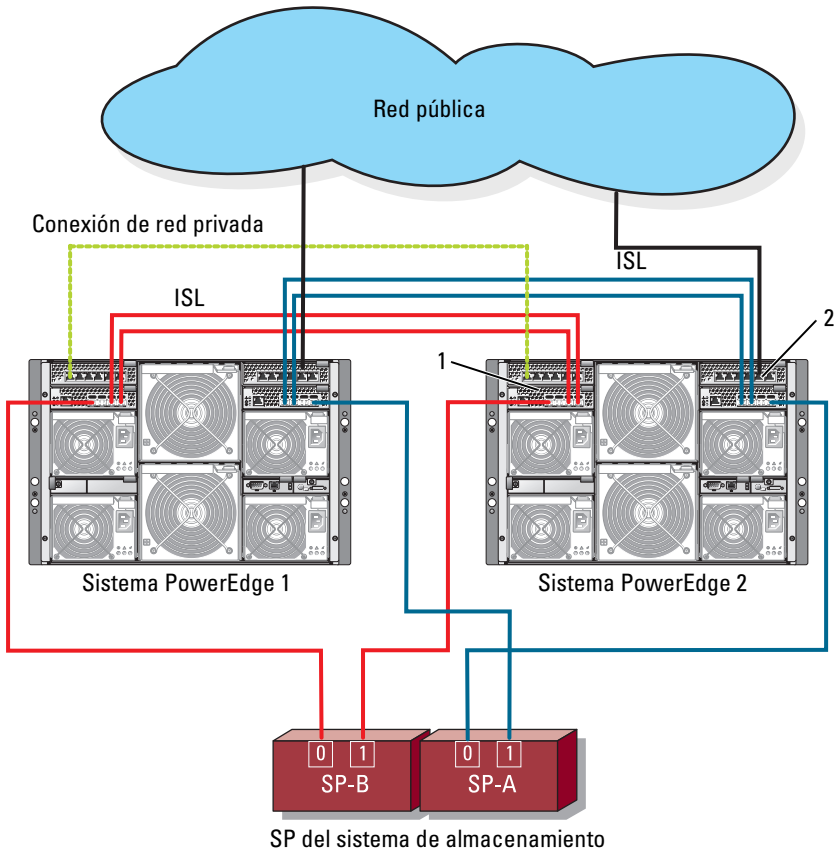 Red pública
Conexión de red privada
ISL
ISL
2
1
Sistema PowerEdge 1
Sistema PowerEdge 2
0 1
SP-B
0 1
SP-A
SP del sistema de almacenamiento